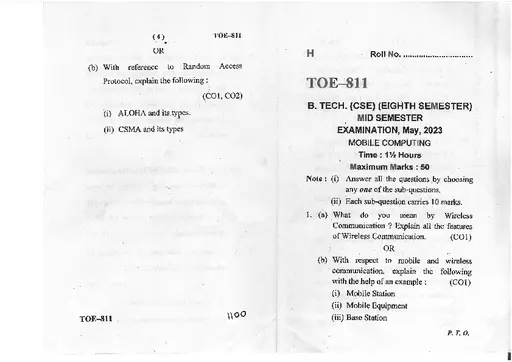 ( 4 ) TOE–811
OR
(b) With reference to Random Access
Protocol, explain the following :
(CO1, CO2)
(i) ALOHA and its types.
(ii) CSMA and its types
TOE–811 1100
H Roll No. ..............................
TOE–811
B. TECH. (CSE) (EIGHTH SEMESTER)
MID SEMESTER
EXAMINATION, May, 2023
MOBILE COMPUTING
Time : 1½ Hours
Maximum Marks : 50
Note : (i) Answer all the questions by choosing
any one of the sub-questions.
(ii) Each sub-question carries 10 marks.
1. (a) What do you mean by Wireless
Communication ? Explain all the features
of Wireless Communication. (CO1)
OR
(b) With respect to mobile and wireless
communication, explain the following
with the help of an example : (CO1)
(i) Mobile Station
(ii) Mobile Equipment
(iii) Base Station
P. T. O.